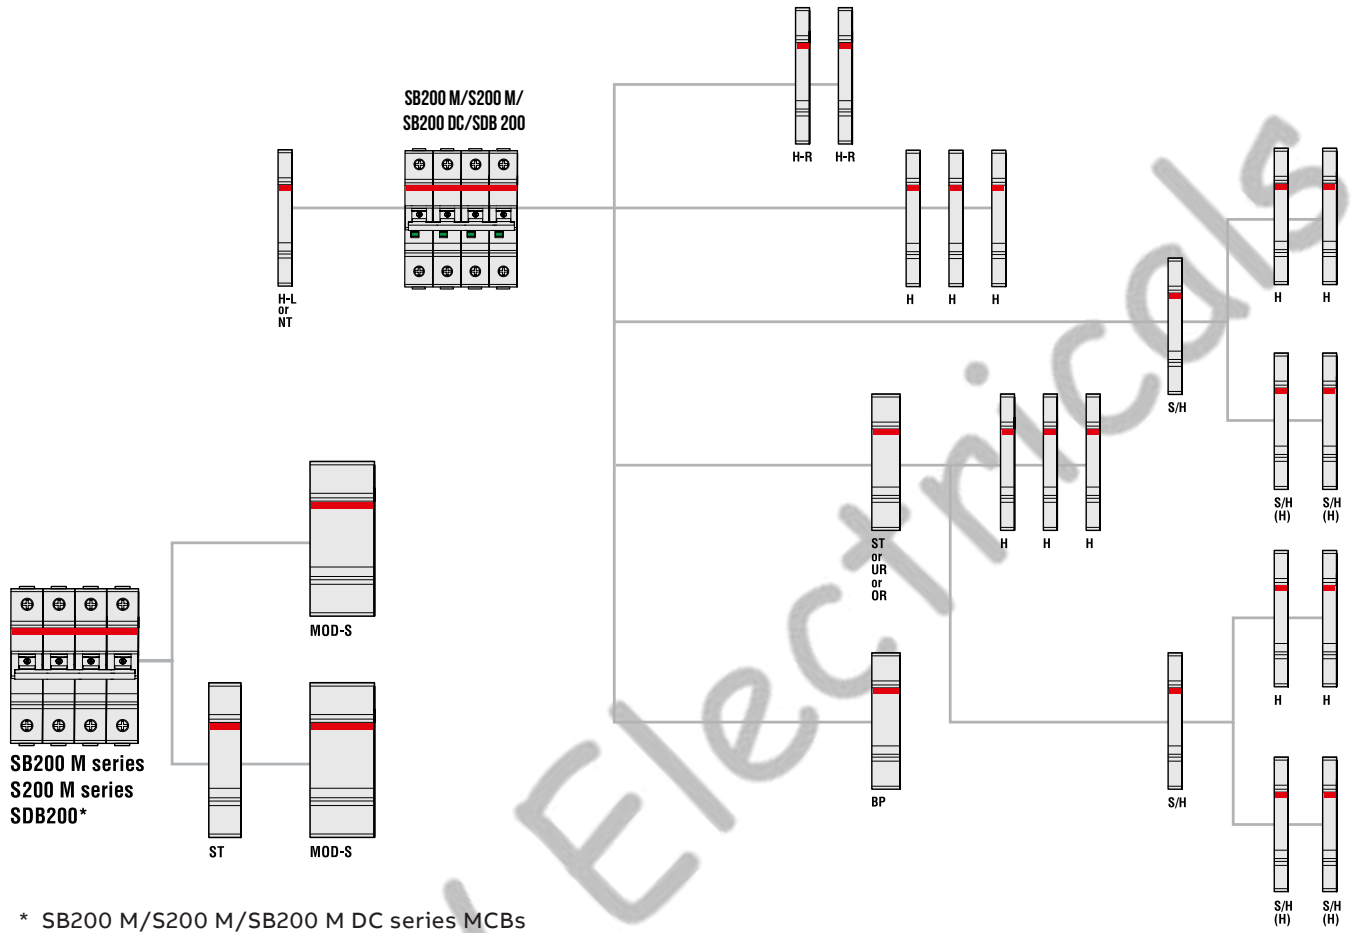 H-R H-R
SB200 M/S200 M/
SB200 DC/SDB 200
H-L
or
NT
H H H
H H
S/H
S/H S/H
(H) (H)
ST
or
UR
or
OR
H H H
MOD-S
H H
SB200 M series
S200 M series
SDB200*
ST
MOD-S
BP
S/H
S/H S/H
(H) (H)
* SB200 M/S200 M/SB200 M DC series MCBs
Electricals